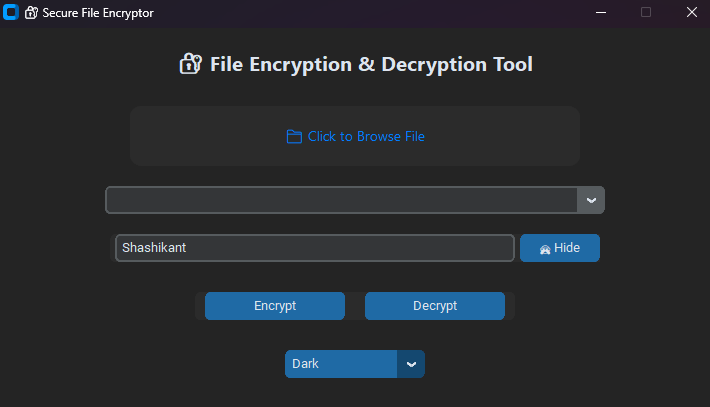 Secure File Encryptor
File Encryption & Decryption Tool
Click to Browse File
Shashikant
Hide
Encrypt Decrypt
Dark